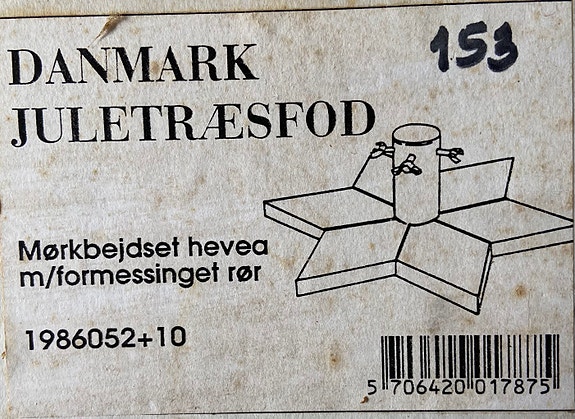 DANMARK
153
JULETRÆSFOD
Mørkbejdset hevea
m/formessinget rør
1986052+10
5 706420 017875